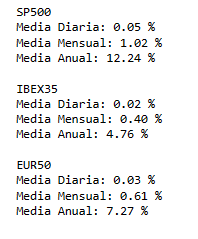 SP500
Media Diaria: 0.05 %
Media Mensual: 1.02 %
Media Anual: 12.24 %
IBEX35
Media Diaria: 0.02 %
Media Mensual: 0.40 %
Media Anual: 4.76 %
EUR50
Media Diaria: 0.03 %
Media Mensual: 0.61 %
Media Anual: 7.27 %